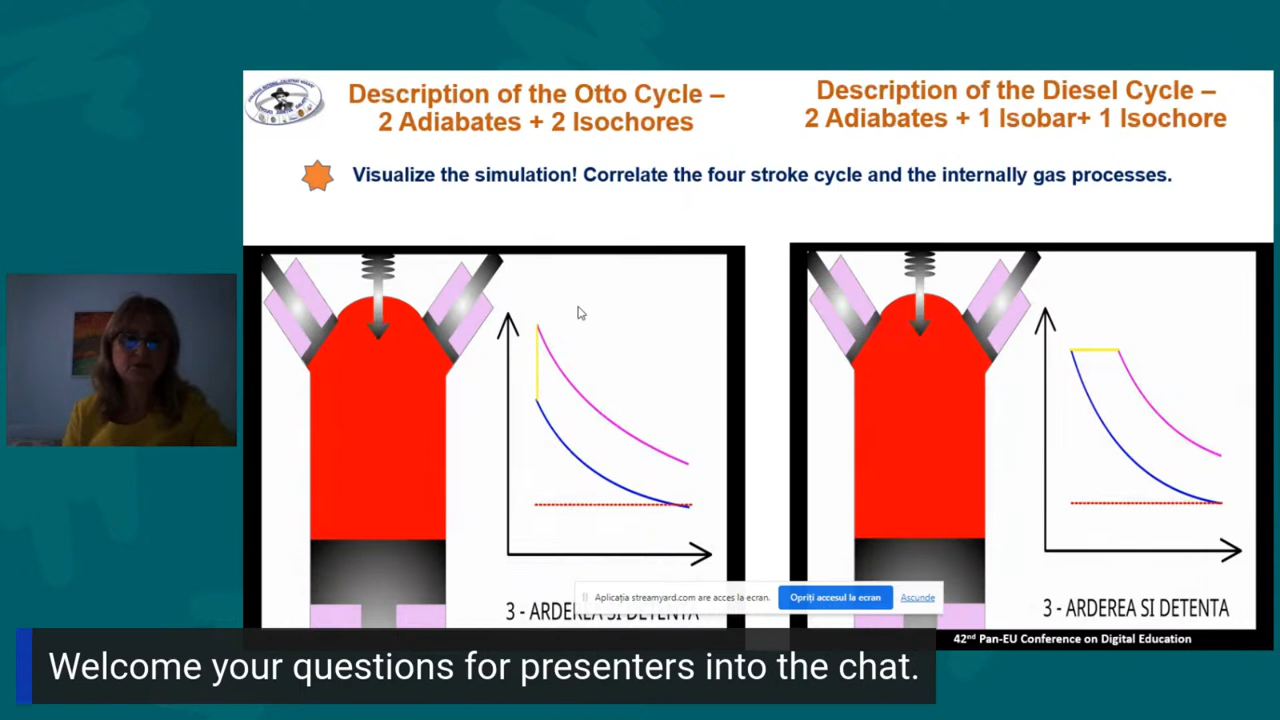 Description of the Otto Cycle –
2 Adiabates + 2 Isochores
Description of the Diesel Cycle –
2 Adiabates + 1 Isobar+ 1 Isochore
Visualize the simulation! Correlate the four stroke cycle and the internally gas processes.
3 - ARDEREA SI DETENTA
3 - ARDEREA SI DETENTA
Aplicația streamyard.com are acces la ecran.
Opriți accesul la ecran
Ascunde
42nd Pan-EU Conference on Digital Education
Welcome your questions for presenters into the chat.